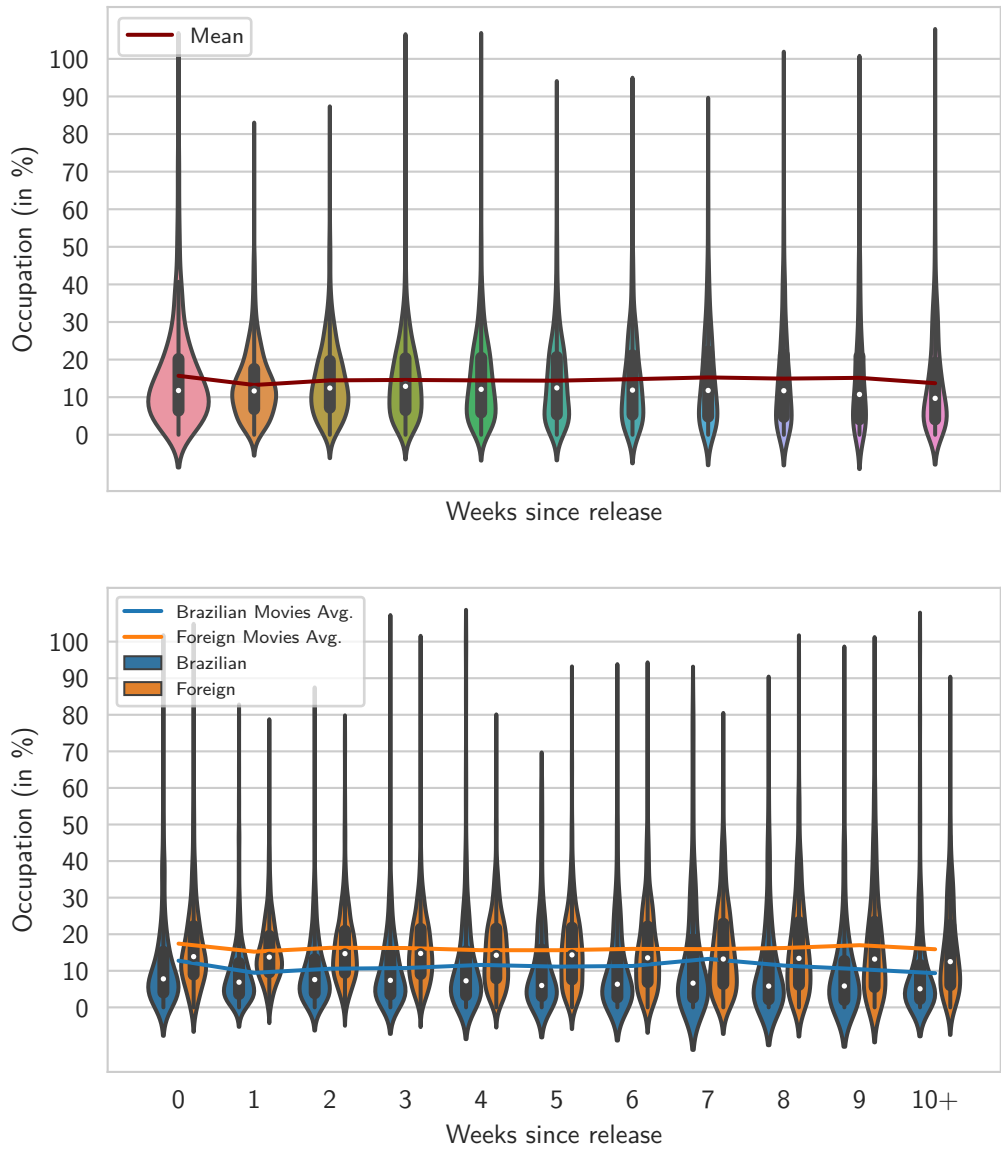 Mean
100
90
80
70
60
50
40
30
20
10
0
Occupation (in %)
Weeks since release
Brazilian Movies Avg.
Foreign Movies Avg.
Brazilian
Foreign
100
90
80
70
60
50
40
30
20
10
0
Occupation (in %)
0 1 2 3 4 5 6 7 8 9 10+
Weeks since release